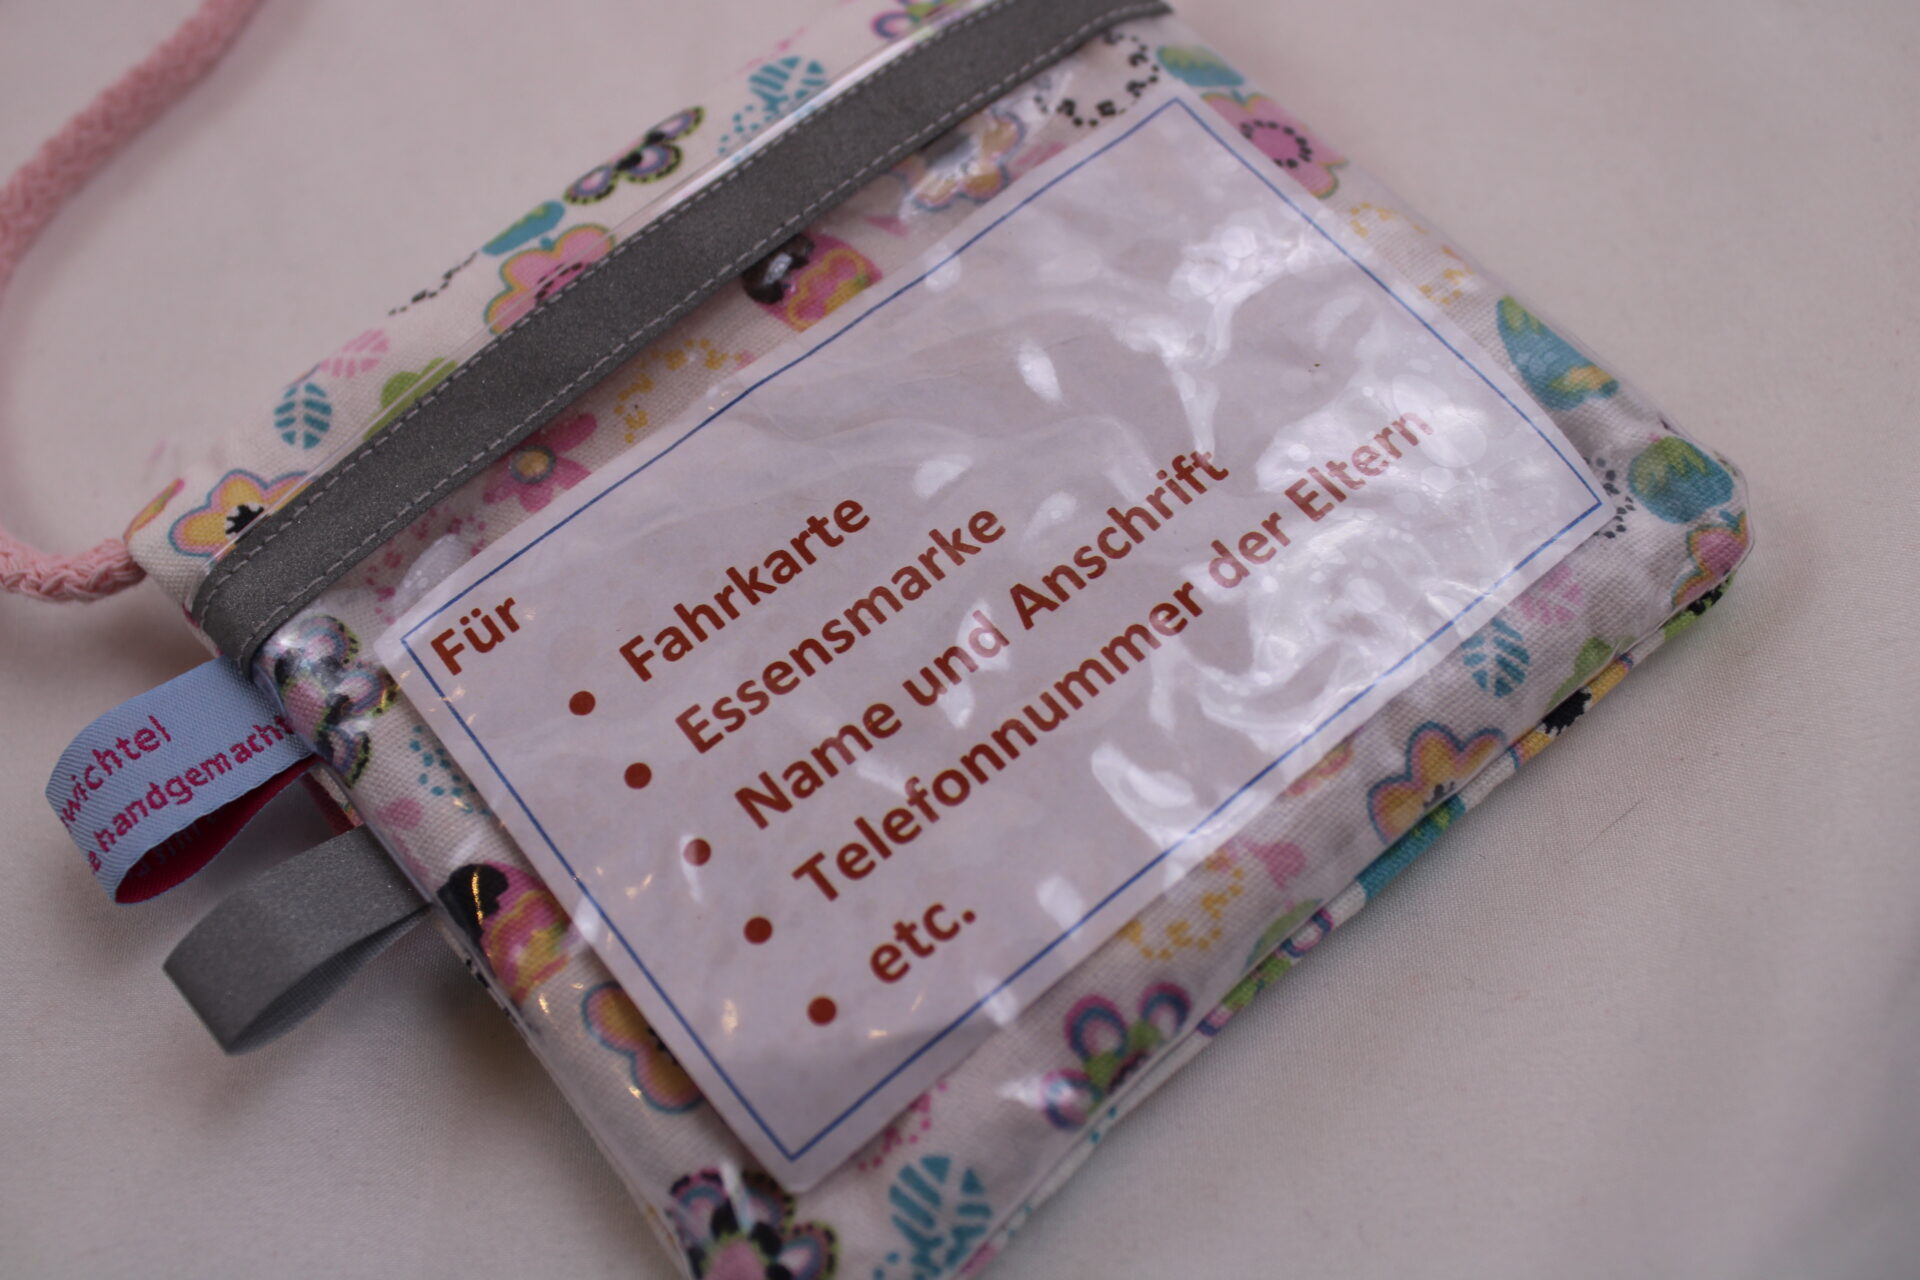 Für
• Fahrkarte
• Essensmarke
• Name und Anschrift
• Telefonnummer der Eltern
• etc.
wichtel
handgemacht